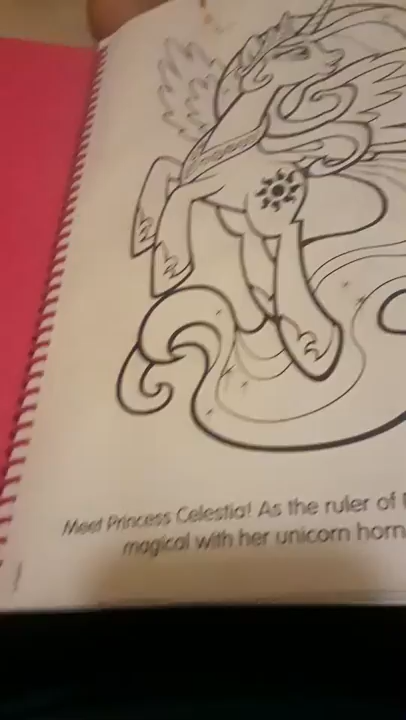 Meet Princess Celestia! As the ruler of
magical with her unicorn horn